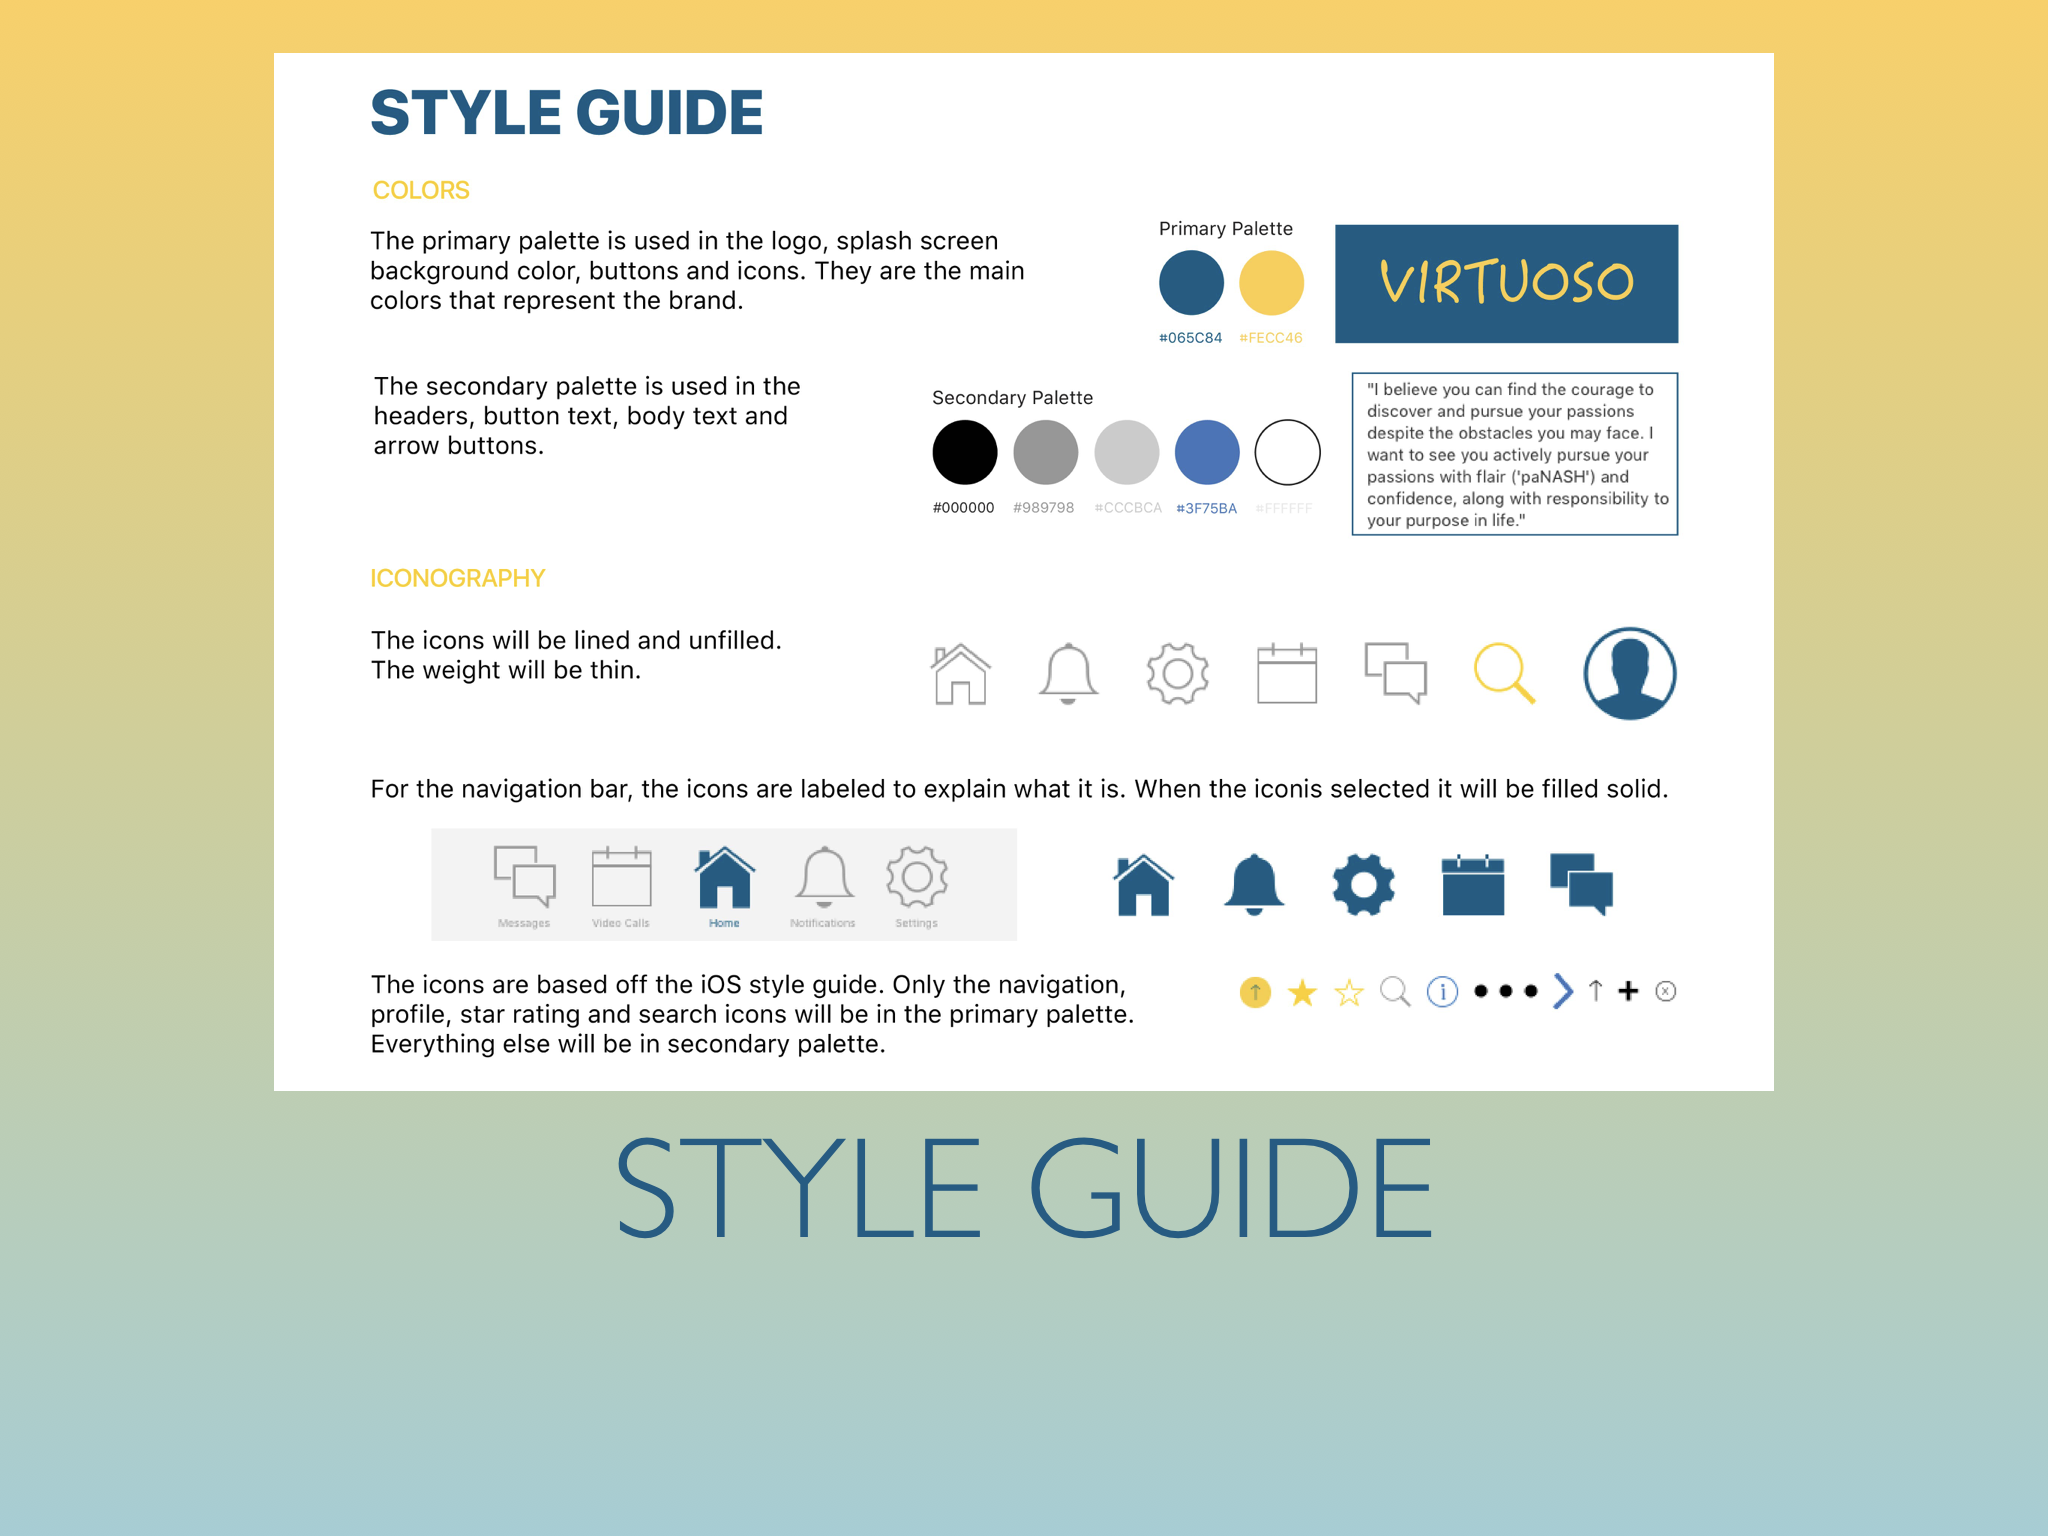 STYLE GUIDE
COLORS
The primary palette is used in the logo, splash screen
background color, buttons and icons. They are the main
colors that represent the brand.
Primary Palette
#065C84 #FECC46
VIRTUOSO
The secondary palette is used in the
headers, button text, body text and
arrow buttons.
Secondary Palette
#000000 #989798 #CCCBCA #3F75BA #FFFFFF
"I believe you can find the courage to
discover and pursue your passions
despite the obstacles you may face. I
want to see you actively pursue your
passions with flair ('paNASH') and
confidence, along with responsibility to
your purpose in life."
ICONOGRAPHY
The icons will be lined and unfilled.
The weight will be thin.
For the navigation bar, the icons are labeled to explain what it is. When the iconis selected it will be filled solid.
Messages Video Calls Home Notifications Settings
The icons are based off the iOS style guide. Only the navigation,
profile, star rating and search icons will be in the primary palette.
Everything else will be in secondary palette.
STYLE GUIDE